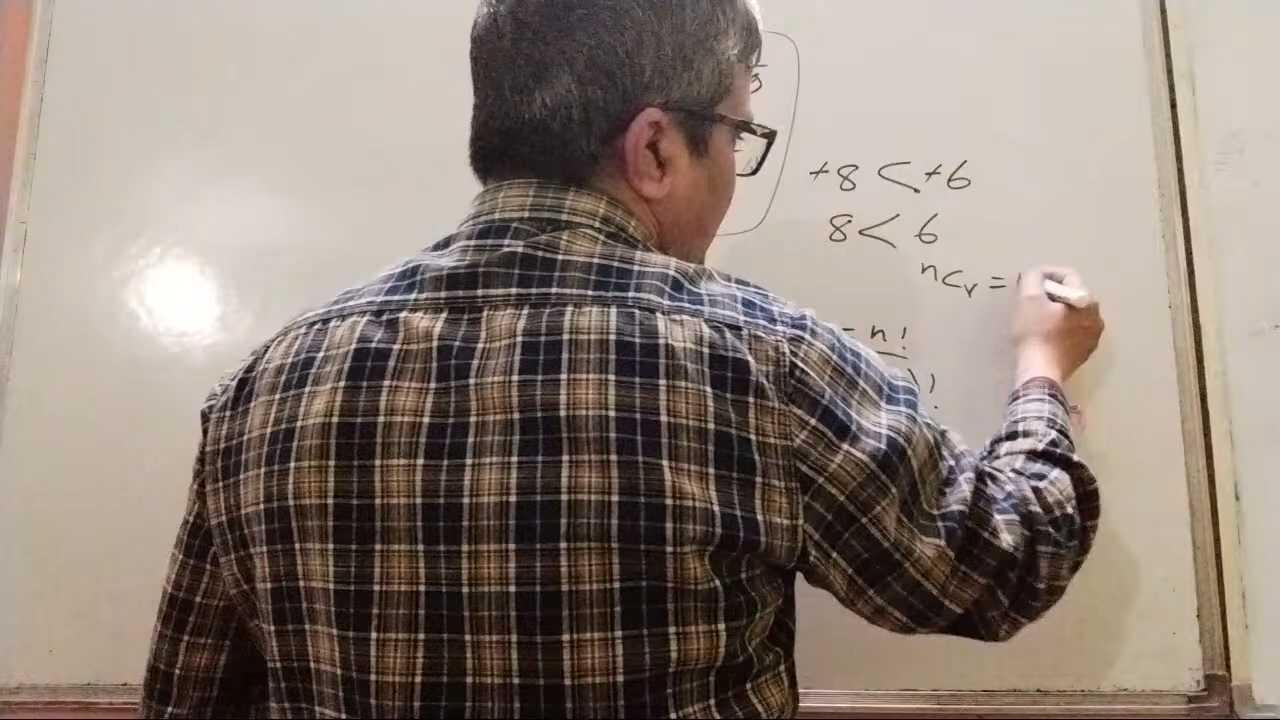 +8 < +6
8 < 6
nCr =
= n!